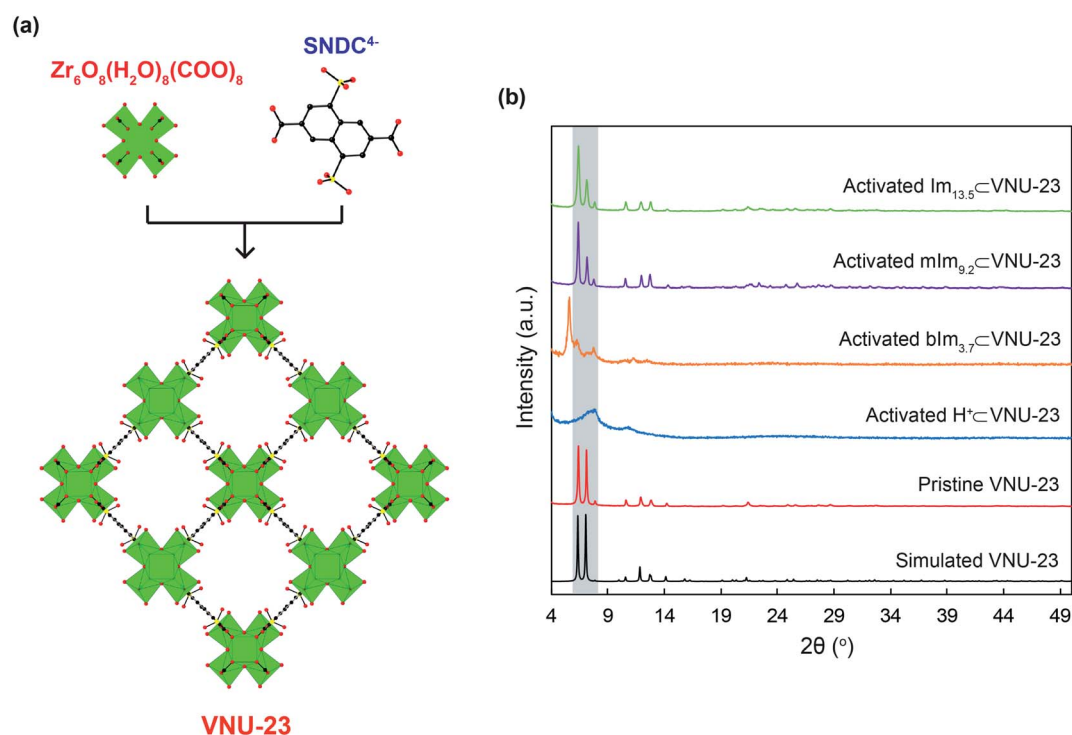 (a)
SNDC⁴⁻
Zr₆O₈(H₂O)₈(COO)₈
VNU-23
(b)
Activated Im₁₃.₅⊂VNU-23
Activated mIm₉.₂⊂VNU-23
Activated bIm₃.₇⊂VNU-23
Activated H⁺⊂VNU-23
Pristine VNU-23
Simulated VNU-23
Intensity (a.u.)
4 9 14 19 24 29 34 39 44 49
2θ (°)